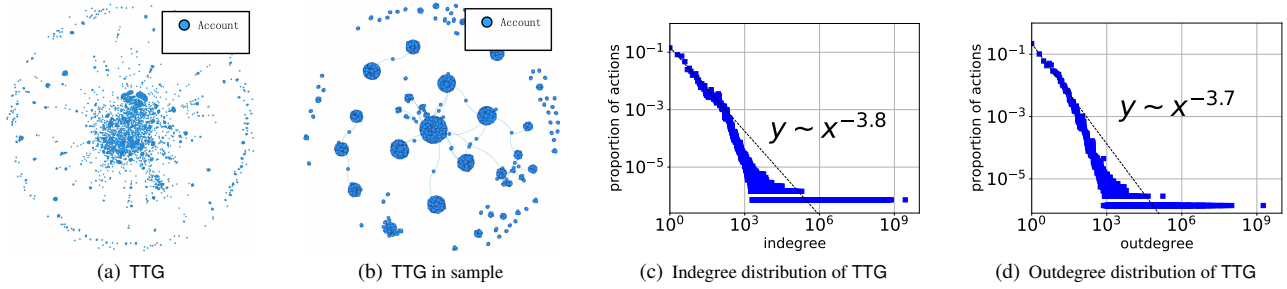 Account
Account
proportion of actions
10^-1
10^-3
10^-5
y ~ x^-3.8
10^0 10^3 10^6 10^9
indegree
proportion of actions
10^-1
10^-3
10^-5
y ~ x^-3.7
10^0 10^3 10^6 10^9
outdegree
(a) TTG
(b) TTG in sample
(c) Indegree distribution of TTG
(d) Outdegree distribution of TTG